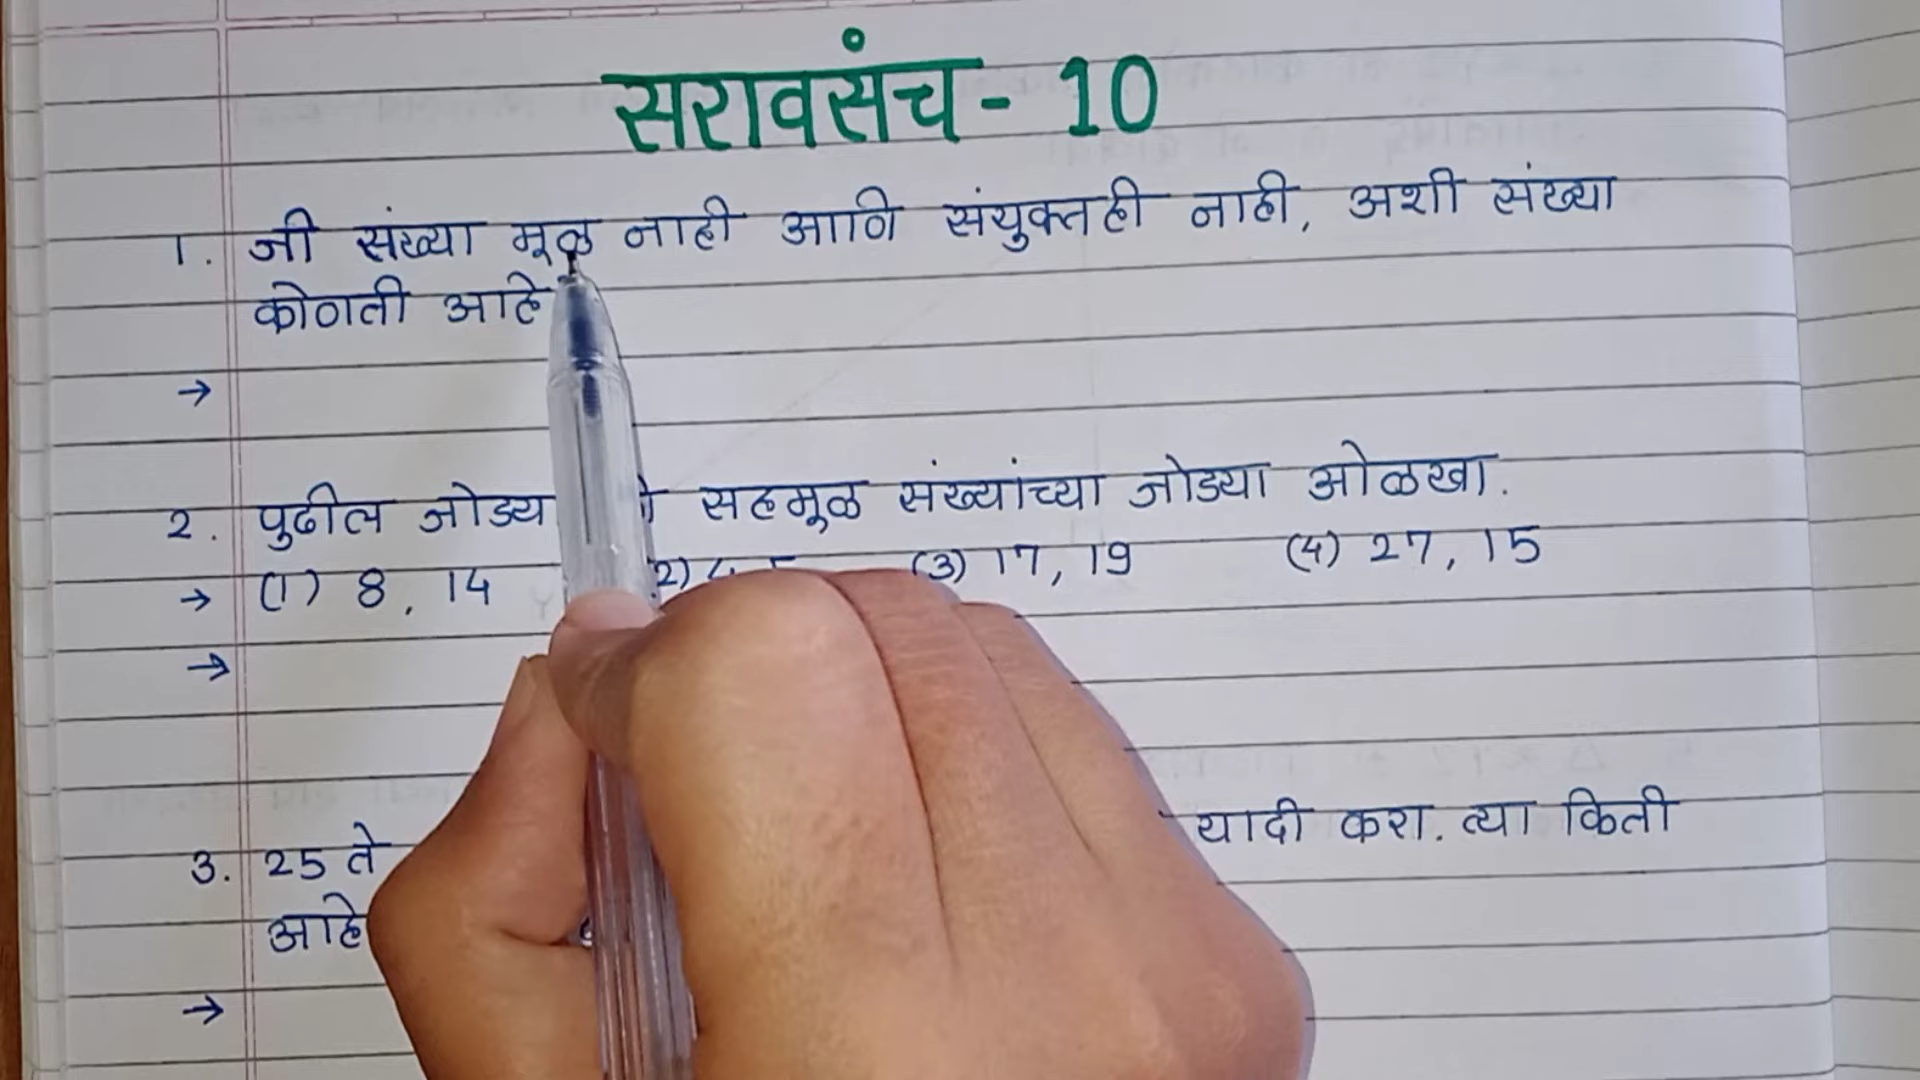 सरावसंच - 10
1. जी संख्या मूळ नाही आणि संयुक्तही नाही, अशी संख्या
कोणती आहे
→
2. पुढील सहमूळ संख्यांच्या जोड्या ओळखा.
→ (1) 8, 14 (3) 17, 19 (4) 27, 15
→
3. 25 ते यादी करा. त्या किती
आहे
→